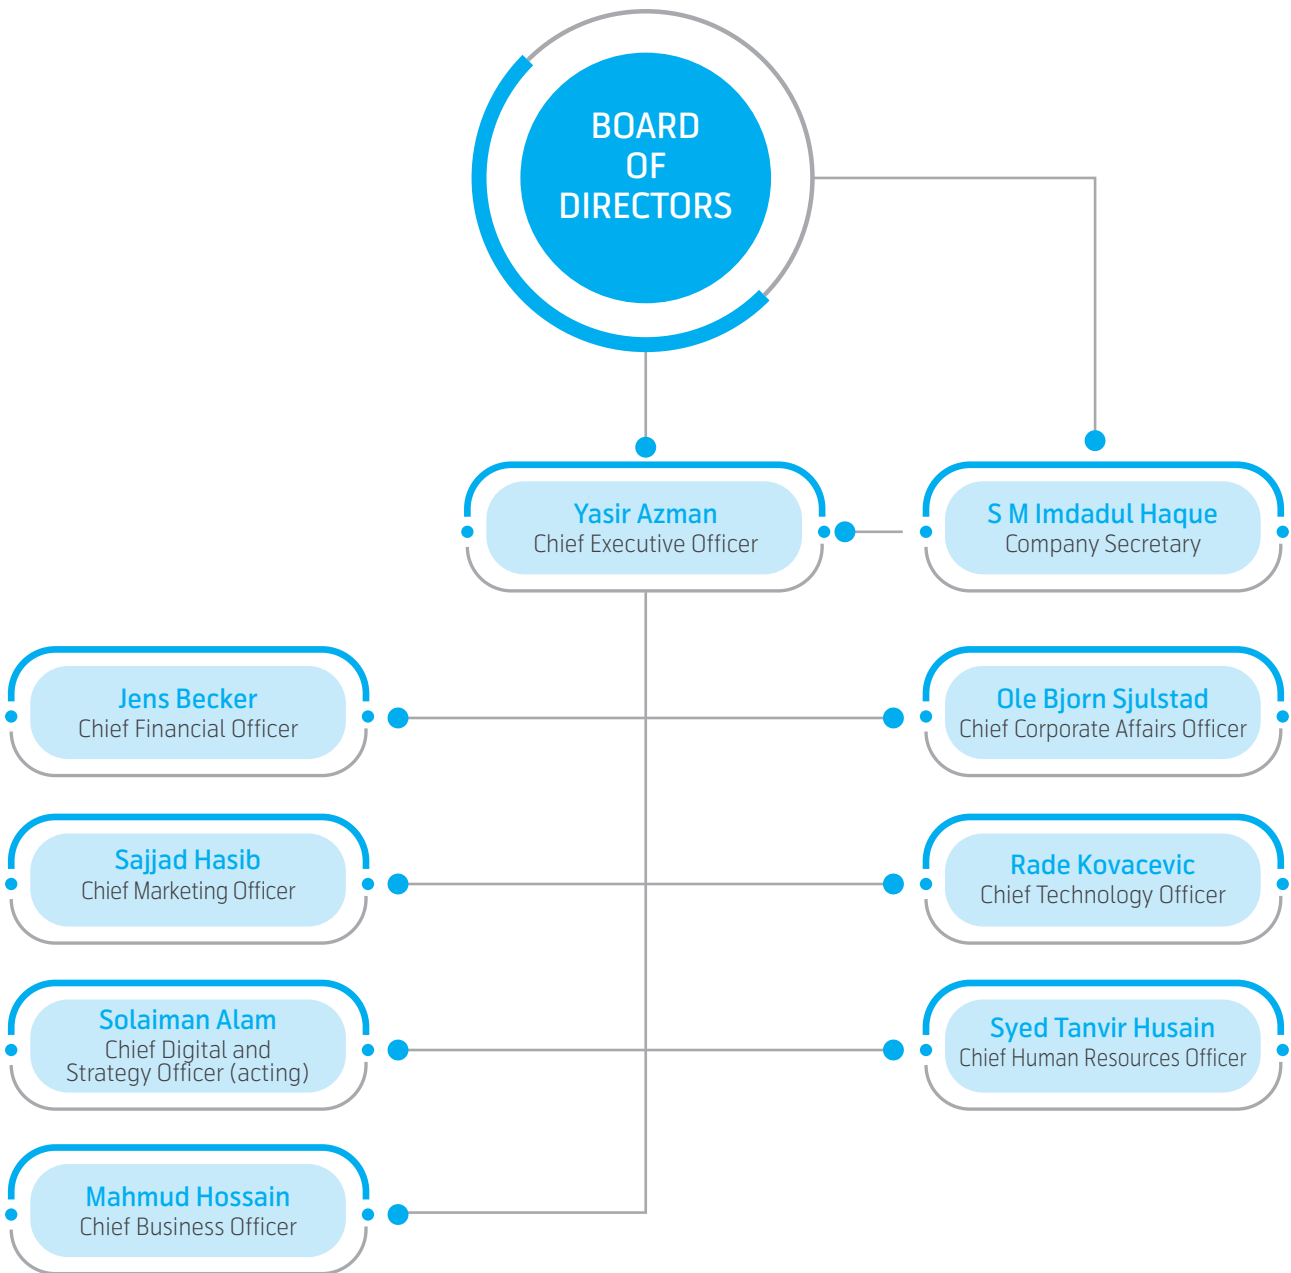 BOARD
OF
DIRECTORS
Yasir Azman
Chief Executive Officer
S M Imdadul Haque
Company Secretary
Jens Becker
Chief Financial Officer
Ole Bjorn Sjulstad
Chief Corporate Affairs Officer
Sajjad Hasib
Chief Marketing Officer
Rade Kovacevic
Chief Technology Officer
Solaiman Alam
Chief Digital and
Strategy Officer (acting)
Syed Tanvir Husain
Chief Human Resources Officer
Mahmud Hossain
Chief Business Officer